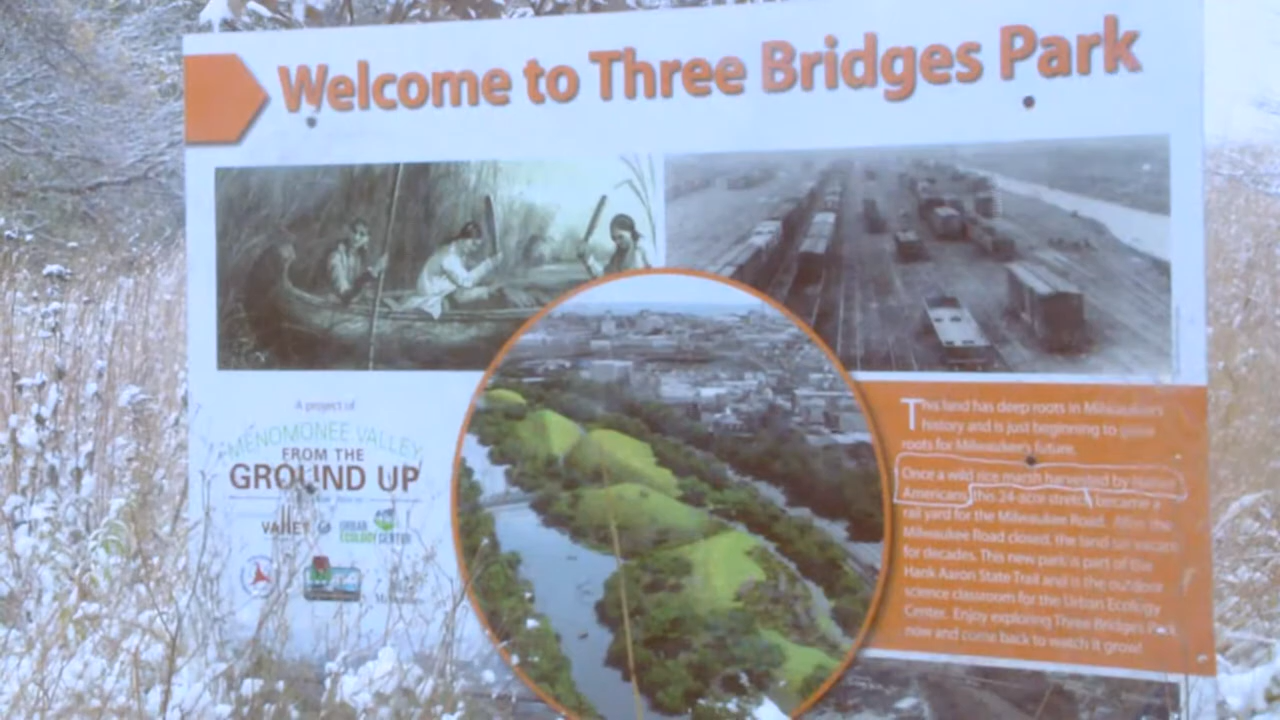 Welcome to Three Bridges Park
A project of
MENOMONEE VALLEY
FROM THE
GROUND UP
VALLEY
URBAN
ECOLOGY CENTER
This land has deep roots in Milwaukee's
history and is just beginning to grow
roots for Milwaukee's future.
Once a wild rice marsh harvested by Native
Americans, this 24-acre street became a
rail yard for the Milwaukee Road. After the
Milwaukee Road closed, the land sat vacant
for decades. This new park is part of the
Hank Aaron State Trail and is the outdoor
science classroom for the Urban Ecology
Center. Enjoy exploring Three Bridges Park
now and come back to watch it grow!